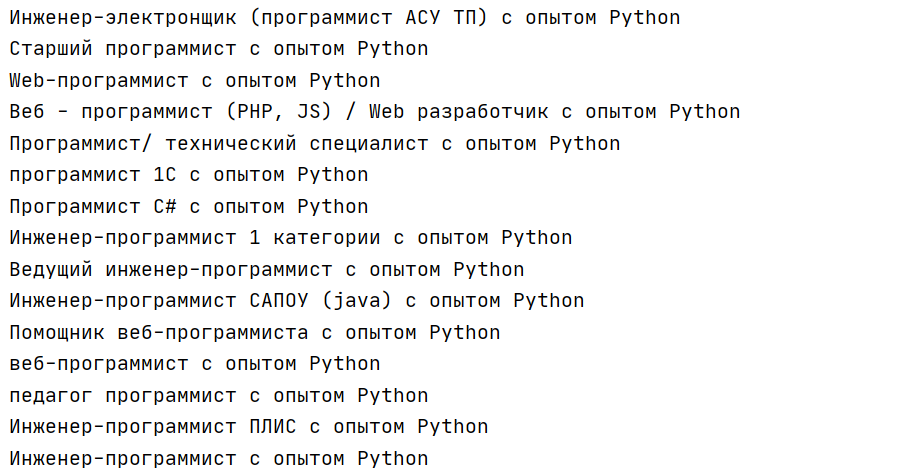 Инженер-электронщик (программист АСУ ТП) с опытом Python
Старший программист с опытом Python
Web-программист с опытом Python
Веб - программист (PHP, JS) / Web разработчик с опытом Python
Программист/ технический специалист с опытом Python
программист 1С с опытом Python
Программист C# с опытом Python
Инженер-программист 1 категории с опытом Python
Ведущий инженер-программист с опытом Python
Инженер-программист САПОУ (java) с опытом Python
Помощник веб-программиста с опытом Python
веб-программист с опытом Python
педагог программист с опытом Python
Инженер-программист ПЛИС с опытом Python
Инженер-программист с опытом Python